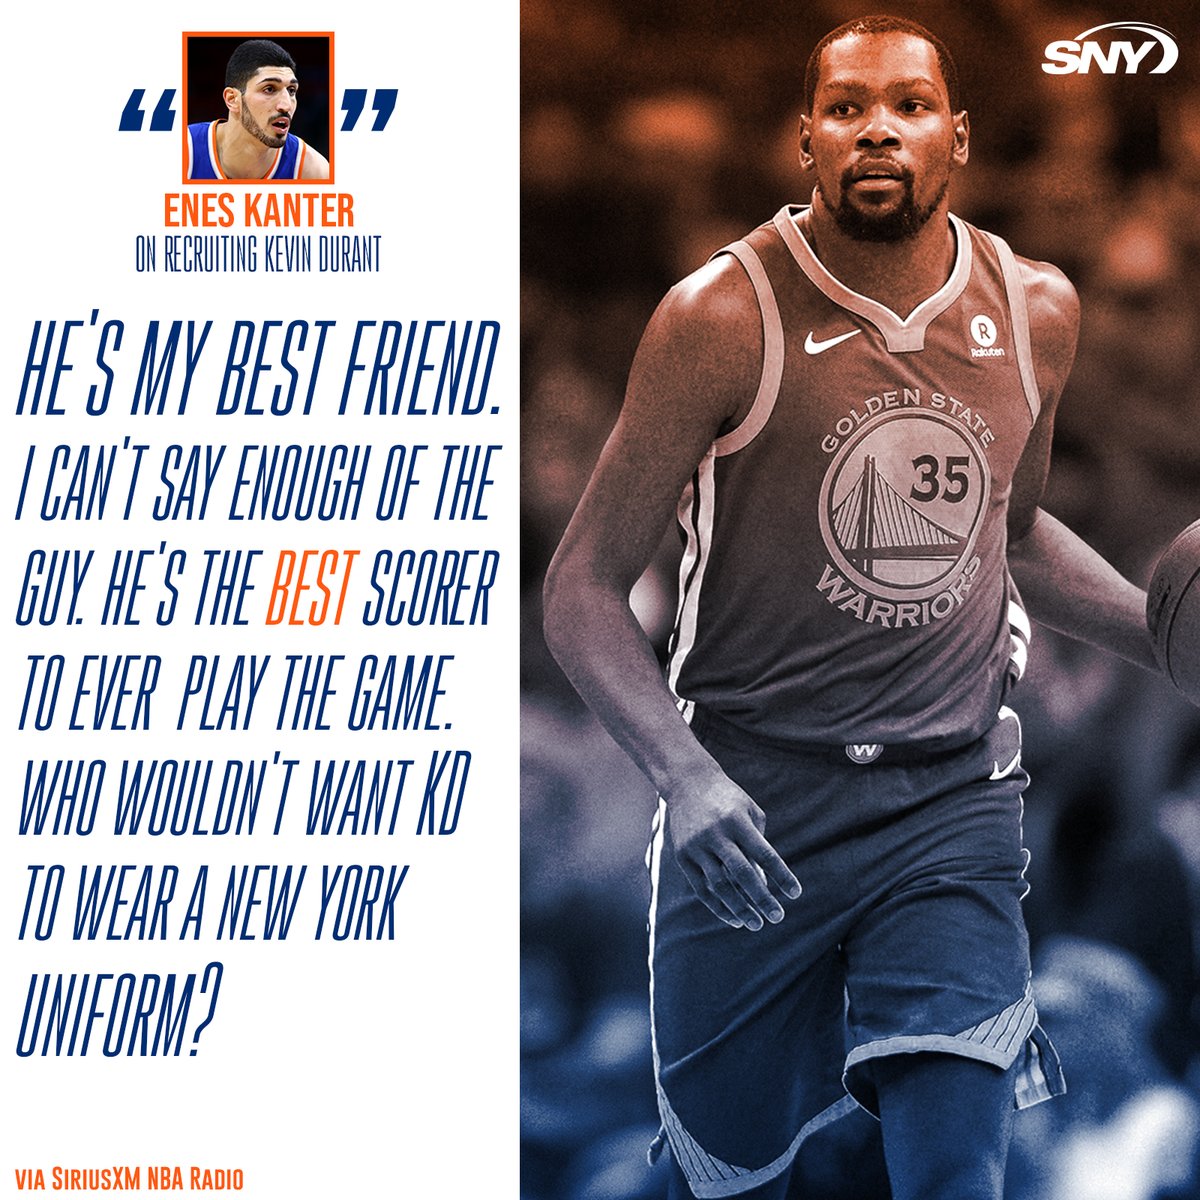 SNY
“ ”
ENES KANTER
ON RECRUITING KEVIN DURANT
HE'S MY BEST FRIEND.
I CAN'T SAY ENOUGH OF THE
GUY. HE'S THE BEST SCORER
TO EVER PLAY THE GAME.
WHO WOULDN'T WANT KD
TO WEAR A NEW YORK
UNIFORM?
VIA SIRIUSXM NBA RADIO
R
Rakuten
GOLDEN STATE
35
WARRIORS
W